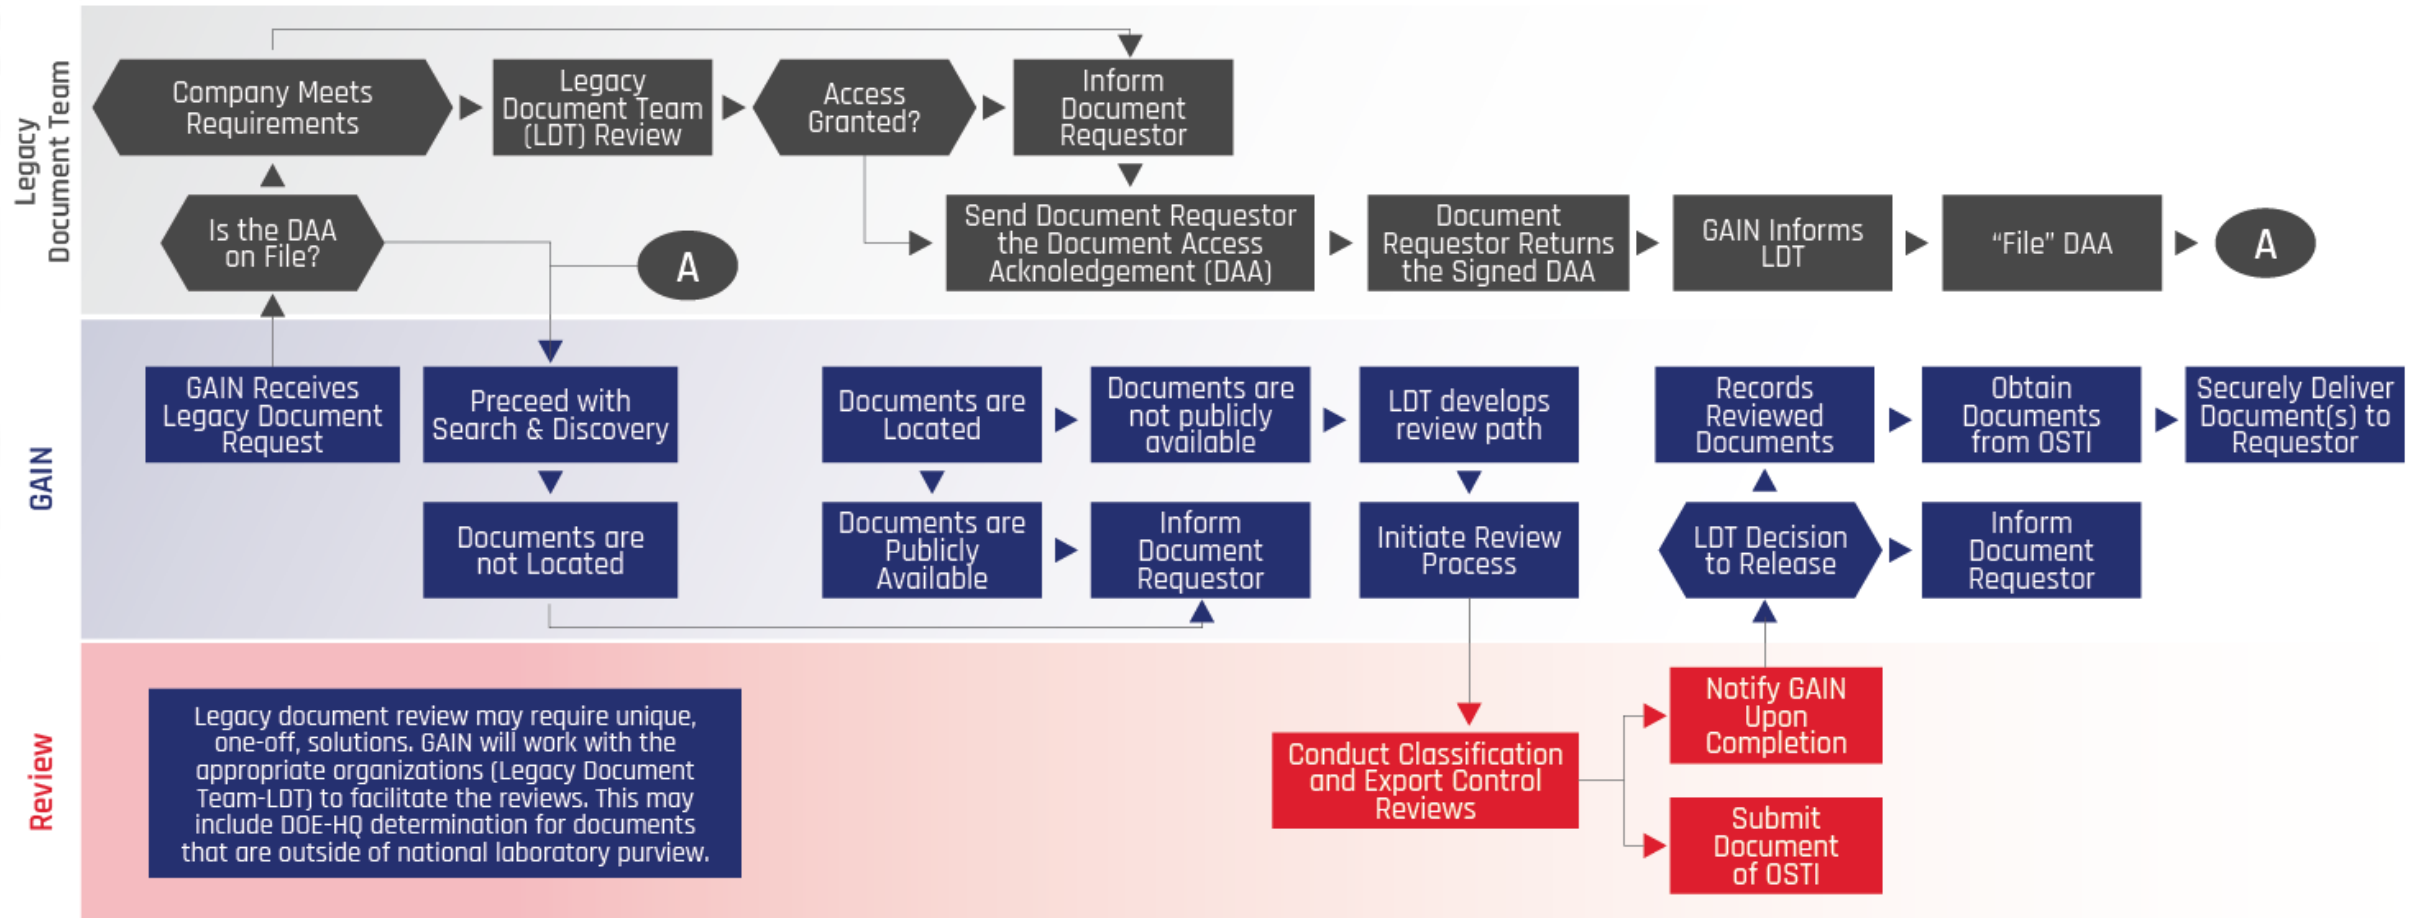 Legacy
Document Team
Company Meets
Requirements
Legacy
Document Team
(LDT) Review
Access
Granted?
Inform
Document
Requestor
Is the DAA
on File?
A
Send Document Requestor
the Document Access
Acknoledgement (DAA)
Document
Requestor Returns
the Signed DAA
GAIN Informs
LDT
“File” DAA
A
GAIN
GAIN Receives
Legacy Document
Request
Preceed with
Search & Discovery
Documents are
Located
Documents are
not publicly
available
LDT develops
review path
Records
Reviewed
Documents
Obtain
Documents
from OSTI
Securely Deliver
Document(s) to
Requestor
Documents are
not Located
Documents are
Publicly
Available
Inform
Document
Requestor
Initiate Review
Process
LDT Decision
to Release
Inform
Document
Requestor
Review
Legacy document review may require unique,
one-off, solutions. GAIN will work with the
appropriate organizations (Legacy Document
Team-LDT) to facilitate the reviews. This may
include DOE-HQ determination for documents
that are outside of national laboratory purview.
Conduct Classification
and Export Control
Reviews
Notify GAIN
Upon
Completion
Submit
Document
of OSTI